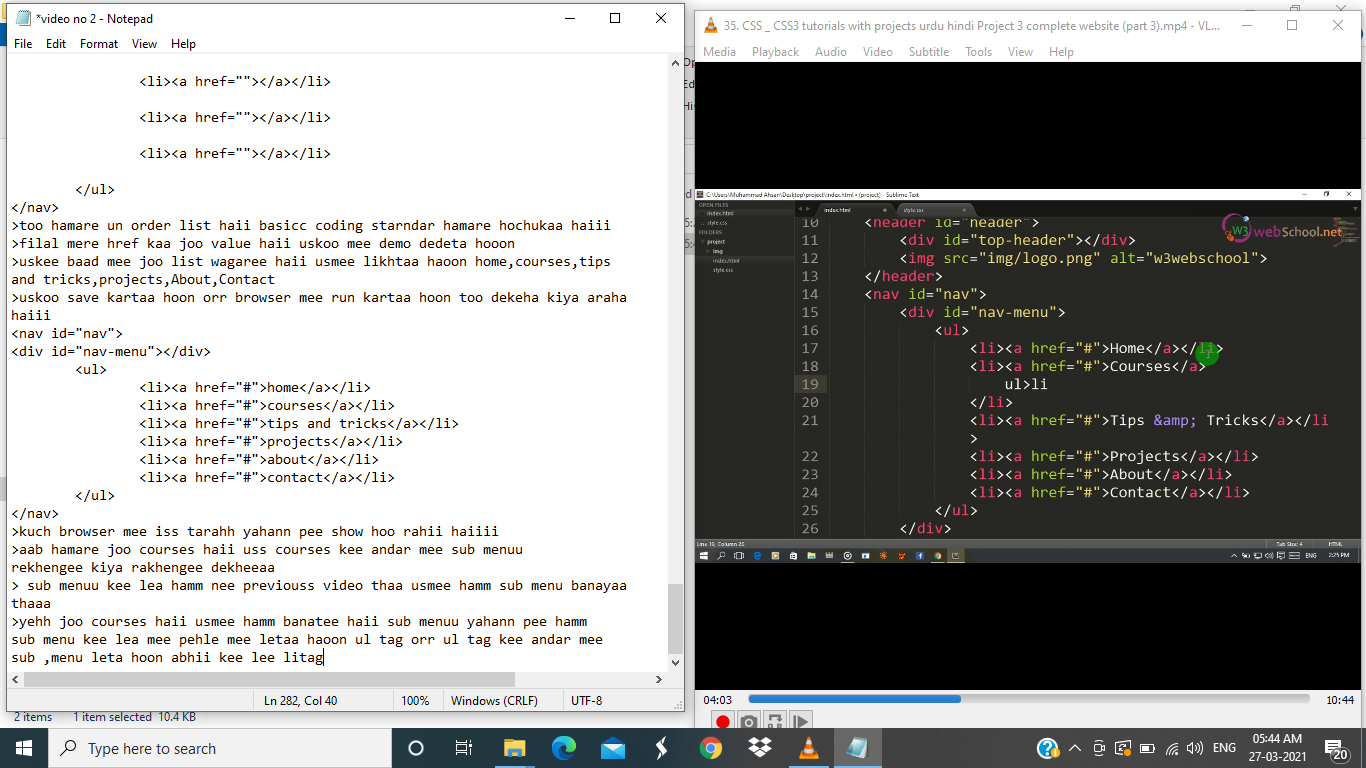 *video no 2 - Notepad
File Edit Format View Help
<li><a href=""></a></li>
<li><a href=""></a></li>
<li><a href=""></a></li>
</ul>
</nav>
>too hamare un order list haii basicc coding starndar hamare hochukaa haiii
>filal mere href kaa joo value haii uskoo mee demo dedeta hooon
>uskee baad mee joo list wagaree haii usmee likhtaa haoon home,courses,tips
and tricks,projects,About,Contact
>uskoo save kartaa hoon orr browser mee run kartaa hoon too dekeha kiya araha
haiii
<nav id="nav">
<div id="nav-menu"></div>
<ul>
<li><a href="#">home</a></li>
<li><a href="#">courses</a></li>
<li><a href="#">tips and tricks</a></li>
<li><a href="#">projects</a></li>
<li><a href="#">about</a></li>
<li><a href="#">contact</a></li>
</ul>
</nav>
>kuch browser mee iss tarahh yahann pee show hoo rahii haiiii
>aab hamare joo courses haii uss courses kee andar mee sub menuu
rekhengee kiya rakhengee dekheeaa
> sub menuu kee lea hamm nee previouss video thaa usmee hamm sub menu banayaa
thaaa
>yehh joo courses haii usmee hamm banatee haii sub menuu yahann pee hamm
sub menu kee lea mee pehle mee letaa haoon ul tag orr ul tag kee andar mee
sub ,menu leta hoon abhii kee lee litag
Ln 282, Col 40 100% Windows (CRLF) UTF-8
2 items 1 item selected 10.4 KB
35. CSS _ CSS3 tutorials with projects urdu hindi Project 3 complete website (part 3).mp4 - VL...
Media Playback Audio Video Subtitle Tools View Help
C:\Users\Muhammad Ahsan\Desktop\project\index.html • (project) - Sublime Text
OPEN FILES
index.html
style.css
FOLDERS
project
img
index.html
style.css
index.html style.css
W3 webSchool.net
10 <header id="header">
11 <div id="top-header"></div>
12 <img src="img/logo.png" alt="w3webschool">
13 </header>
14 <nav id="nav">
15 <div id="nav-menu">
16 <ul>
17 <li><a href="#">Home</a></li>
18 <li><a href="#">Courses</a>
19 ul>li
20 </li>
21 <li><a href="#">Tips &amp; Tricks</a></li
>
22 <li><a href="#">Projects</a></li>
23 <li><a href="#">About</a></li>
24 <li><a href="#">Contact</a></li>
25 </ul>
26 </div>
Line 19, Column 26 Tab Size: 4 HTML
ENG 2:25 PM
04:03 10:44
Type here to search
ENG 05:44 AM
27-03-2021
20